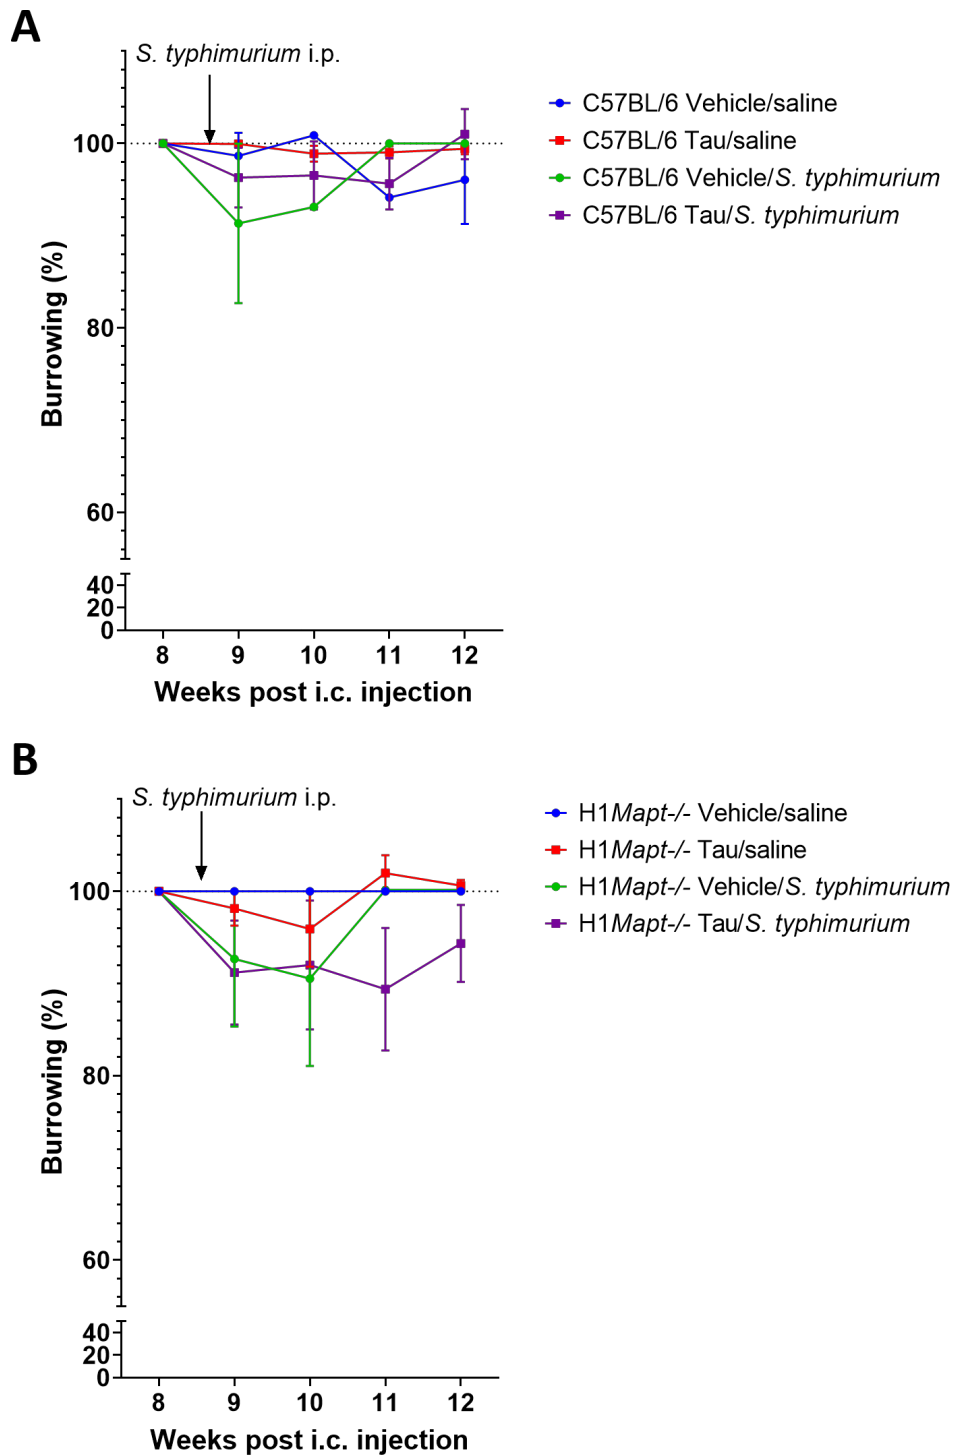 A
S. typhimurium i.p.
C57BL/6 Vehicle/saline
C57BL/6 Tau/saline
C57BL/6 Vehicle/S. typhimurium
C57BL/6 Tau/S. typhimurium
Burrowing (%)
100
80
60
40
20
0
8 9 10 11 12
Weeks post i.c. injection
B
S. typhimurium i.p.
H1Mapt-/- Vehicle/saline
H1Mapt-/- Tau/saline
H1Mapt-/- Vehicle/S. typhimurium
H1Mapt-/- Tau/S. typhimurium
Burrowing (%)
100
80
60
40
20
0
8 9 10 11 12
Weeks post i.c. injection